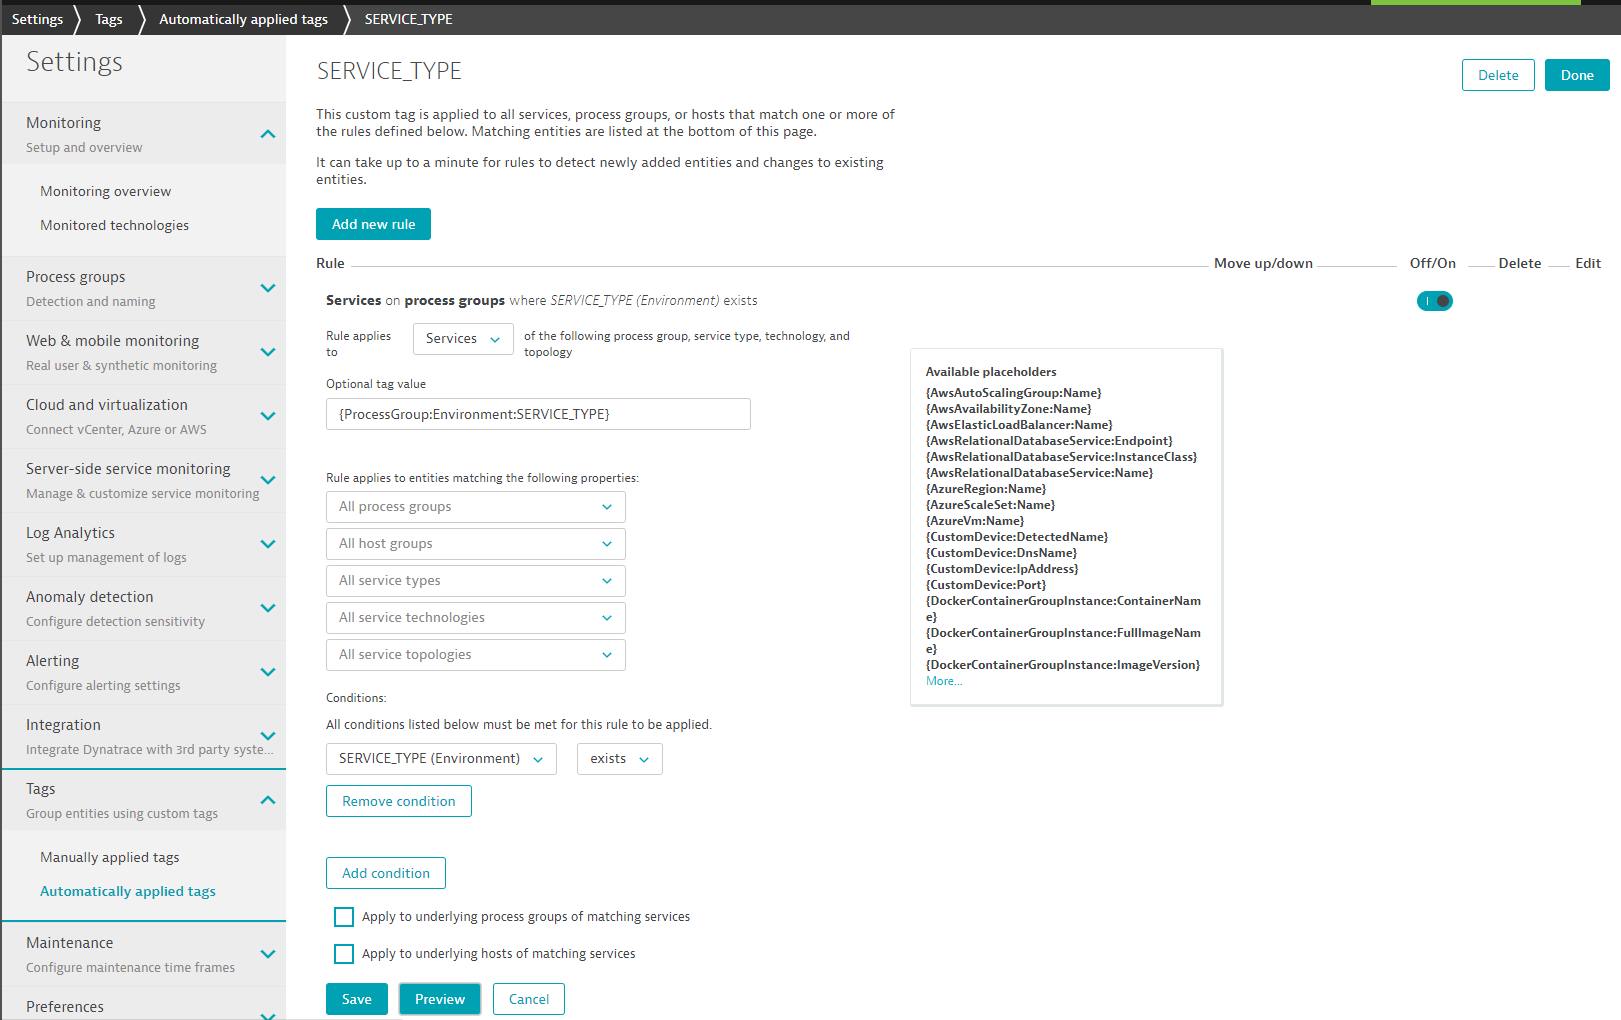 Settings Tags Automatically applied tags SERVICE_TYPE
Settings
Monitoring
Setup and overview
Monitoring overview
Monitored technologies
Process groups
Detection and naming
Web & mobile monitoring
Real user & synthetic monitoring
Cloud and virtualization
Connect vCenter, Azure or AWS
Server-side service monitoring
Manage & customize service monitoring
Log Analytics
Set up management of logs
Anomaly detection
Configure detection sensitivity
Alerting
Configure alerting settings
Integration
Integrate Dynatrace with 3rd party syste...
Tags
Group entities using custom tags
Manually applied tags
Automatically applied tags
Maintenance
Configure maintenance time frames
Preferences
SERVICE_TYPE
Delete Done
This custom tag is applied to all services, process groups, or hosts that match one or more of
the rules defined below. Matching entities are listed at the bottom of this page.
It can take up to a minute for rules to detect newly added entities and changes to existing
entities.
Add new rule
Rule Move up/down Off/On Delete Edit
Services on process groups where SERVICE_TYPE (Environment) exists
Rule applies
to
Services
of the following process group, service type, technology, and
topology
Optional tag value
{ProcessGroup:Environment:SERVICE_TYPE}
Rule applies to entities matching the following properties:
All process groups
All host groups
All service types
All service technologies
All service topologies
Conditions:
All conditions listed below must be met for this rule to be applied.
SERVICE_TYPE (Environment) exists
Remove condition
Add condition
Apply to underlying process groups of matching services
Apply to underlying hosts of matching services
Save Preview Cancel
Available placeholders
{AwsAutoScalingGroup:Name}
{AwsAvailabilityZone:Name}
{AwsElasticLoadBalancer:Name}
{AwsRelationalDatabaseService:Endpoint}
{AwsRelationalDatabaseService:InstanceClass}
{AwsRelationalDatabaseService:Name}
{AzureRegion:Name}
{AzureScaleSet:Name}
{AzureVm:Name}
{CustomDevice:DetectedName}
{CustomDevice:DnsName}
{CustomDevice:IpAddress}
{CustomDevice:Port}
{DockerContainerGroupInstance:ContainerNam
e}
{DockerContainerGroupInstance:FullImageNam
e}
{DockerContainerGroupInstance:ImageVersion}
More...